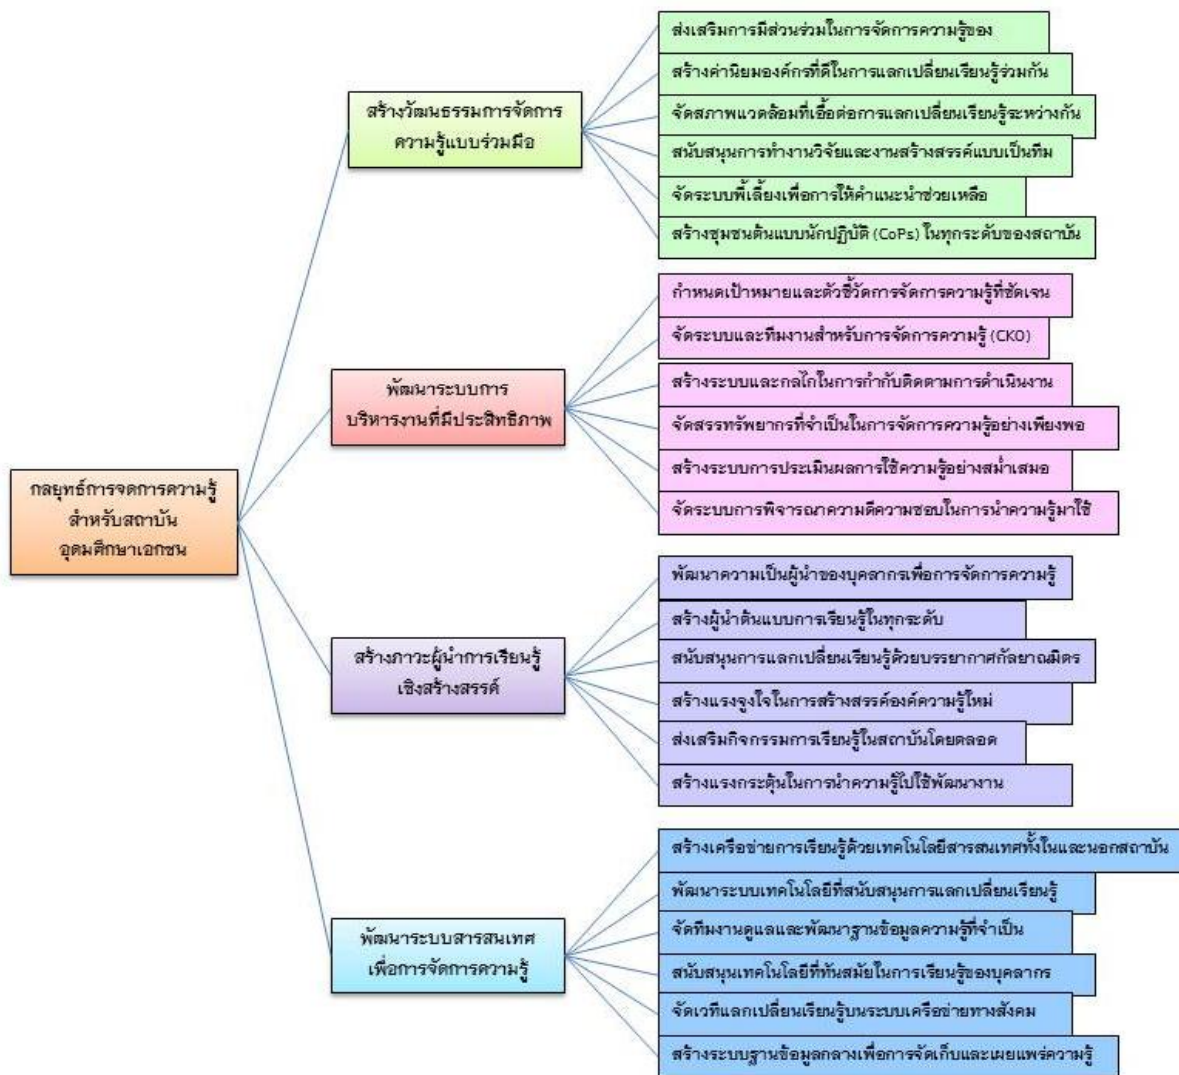 ส่งเสริมการมีส่วนร่วมในการจัดการความรู้ของ
สร้างค่านิยมองค์กรที่ดีในการแลกเปลี่ยนเรียนรู้ร่วมกัน
สร้างวัฒนธรรมการจัดการ
ความรู้แบบร่วมมือ
จัดสภาพแวดล้อมที่เอื้อต่อการแลกเปลี่ยนเรียนรู้ระหว่างกัน
สนับสนุนการทำงานวิจัยและงานสร้างสรรค์แบบเป็นทีม
จัดระบบพี่เลี้ยงเพื่อการให้คำแนะนำช่วยเหลือ
สร้างชุมชนต้นแบบนักปฏิบัติ (CoPs) ในทุกระดับของสถาบัน
กำหนดเป้าหมายและตัวชี้วัดการจัดการความรู้ที่ชัดเจน
จัดระบบและทีมงานสำหรับการจัดการความรู้ (CKO)
พัฒนาระบบการ
บริหารงานที่มีประสิทธิภาพ
สร้างระบบและกลไกในการกำกับติดตามการดำเนินงาน
จัดสรรทรัพยากรที่จำเป็นในการจัดการความรู้อย่างเพียงพอ
สร้างระบบการประเมินผลการใช้ความรู้อย่างสม่ำเสมอ
จัดระบบการพิจารณาความดีความชอบในการนำความรู้มาใช้
กลยุทธ์การจดการความรู้
สำหรับสถาบัน
อุดมศึกษาเอกชน
พัฒนาความเป็นผู้นำของบุคลากรเพื่อการจัดการความรู้
สร้างผู้นำต้นแบบการเรียนรู้ในทุกระดับ
สร้างภาวะผู้นำการเรียนรู้
เชิงสร้างสรรค์
สนับสนุนการแลกเปลี่ยนเรียนรู้ด้วยบรรยากาศกัลยาณมิตร
สร้างแรงจูงใจในการสร้างสรรค์องค์ความรู้ใหม่
ส่งเสริมกิจกรรมการเรียนรู้ในสถาบันโดยตลอด
สร้างแรงกระตุ้นในการนำความรู้ไปใช้พัฒนางาน
สร้างเครือข่ายการเรียนรู้ด้วยเทคโนโลยีสารสนเทศทั้งในและนอกสถาบัน
พัฒนาระบบเทคโนโลยีที่สนับสนุนการแลกเปลี่ยนเรียนรู้
พัฒนาระบบสารสนเทศ
เพื่อการจัดการความรู้
จัดทีมงานดูแลและพัฒนาฐานข้อมูลความรู้ที่จำเป็น
สนับสนุนเทคโนโลยีที่ทันสมัยในการเรียนรู้ของบุคลากร
จัดเวทีแลกเปลี่ยนเรียนรู้บนระบบเครือข่ายทางสังคม
สร้างระบบฐานข้อมูลกลางเพื่อการจัดเก็บและเผยแพร่ความรู้